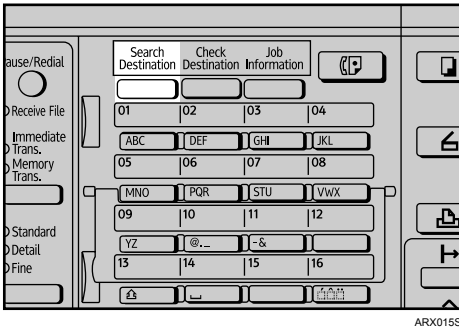 Search Destination
Check Destination
Job Information
ause/Redial
Receive File
Immediate Trans.
Memory Trans.
Standard
Detail
Fine
01 02 03 04
ABC DEF GHI JKL
05 06 07 08
MNO PQR STU VWX
09 10 11 12
YZ @._ -&
13 14 15 16
ARX015S